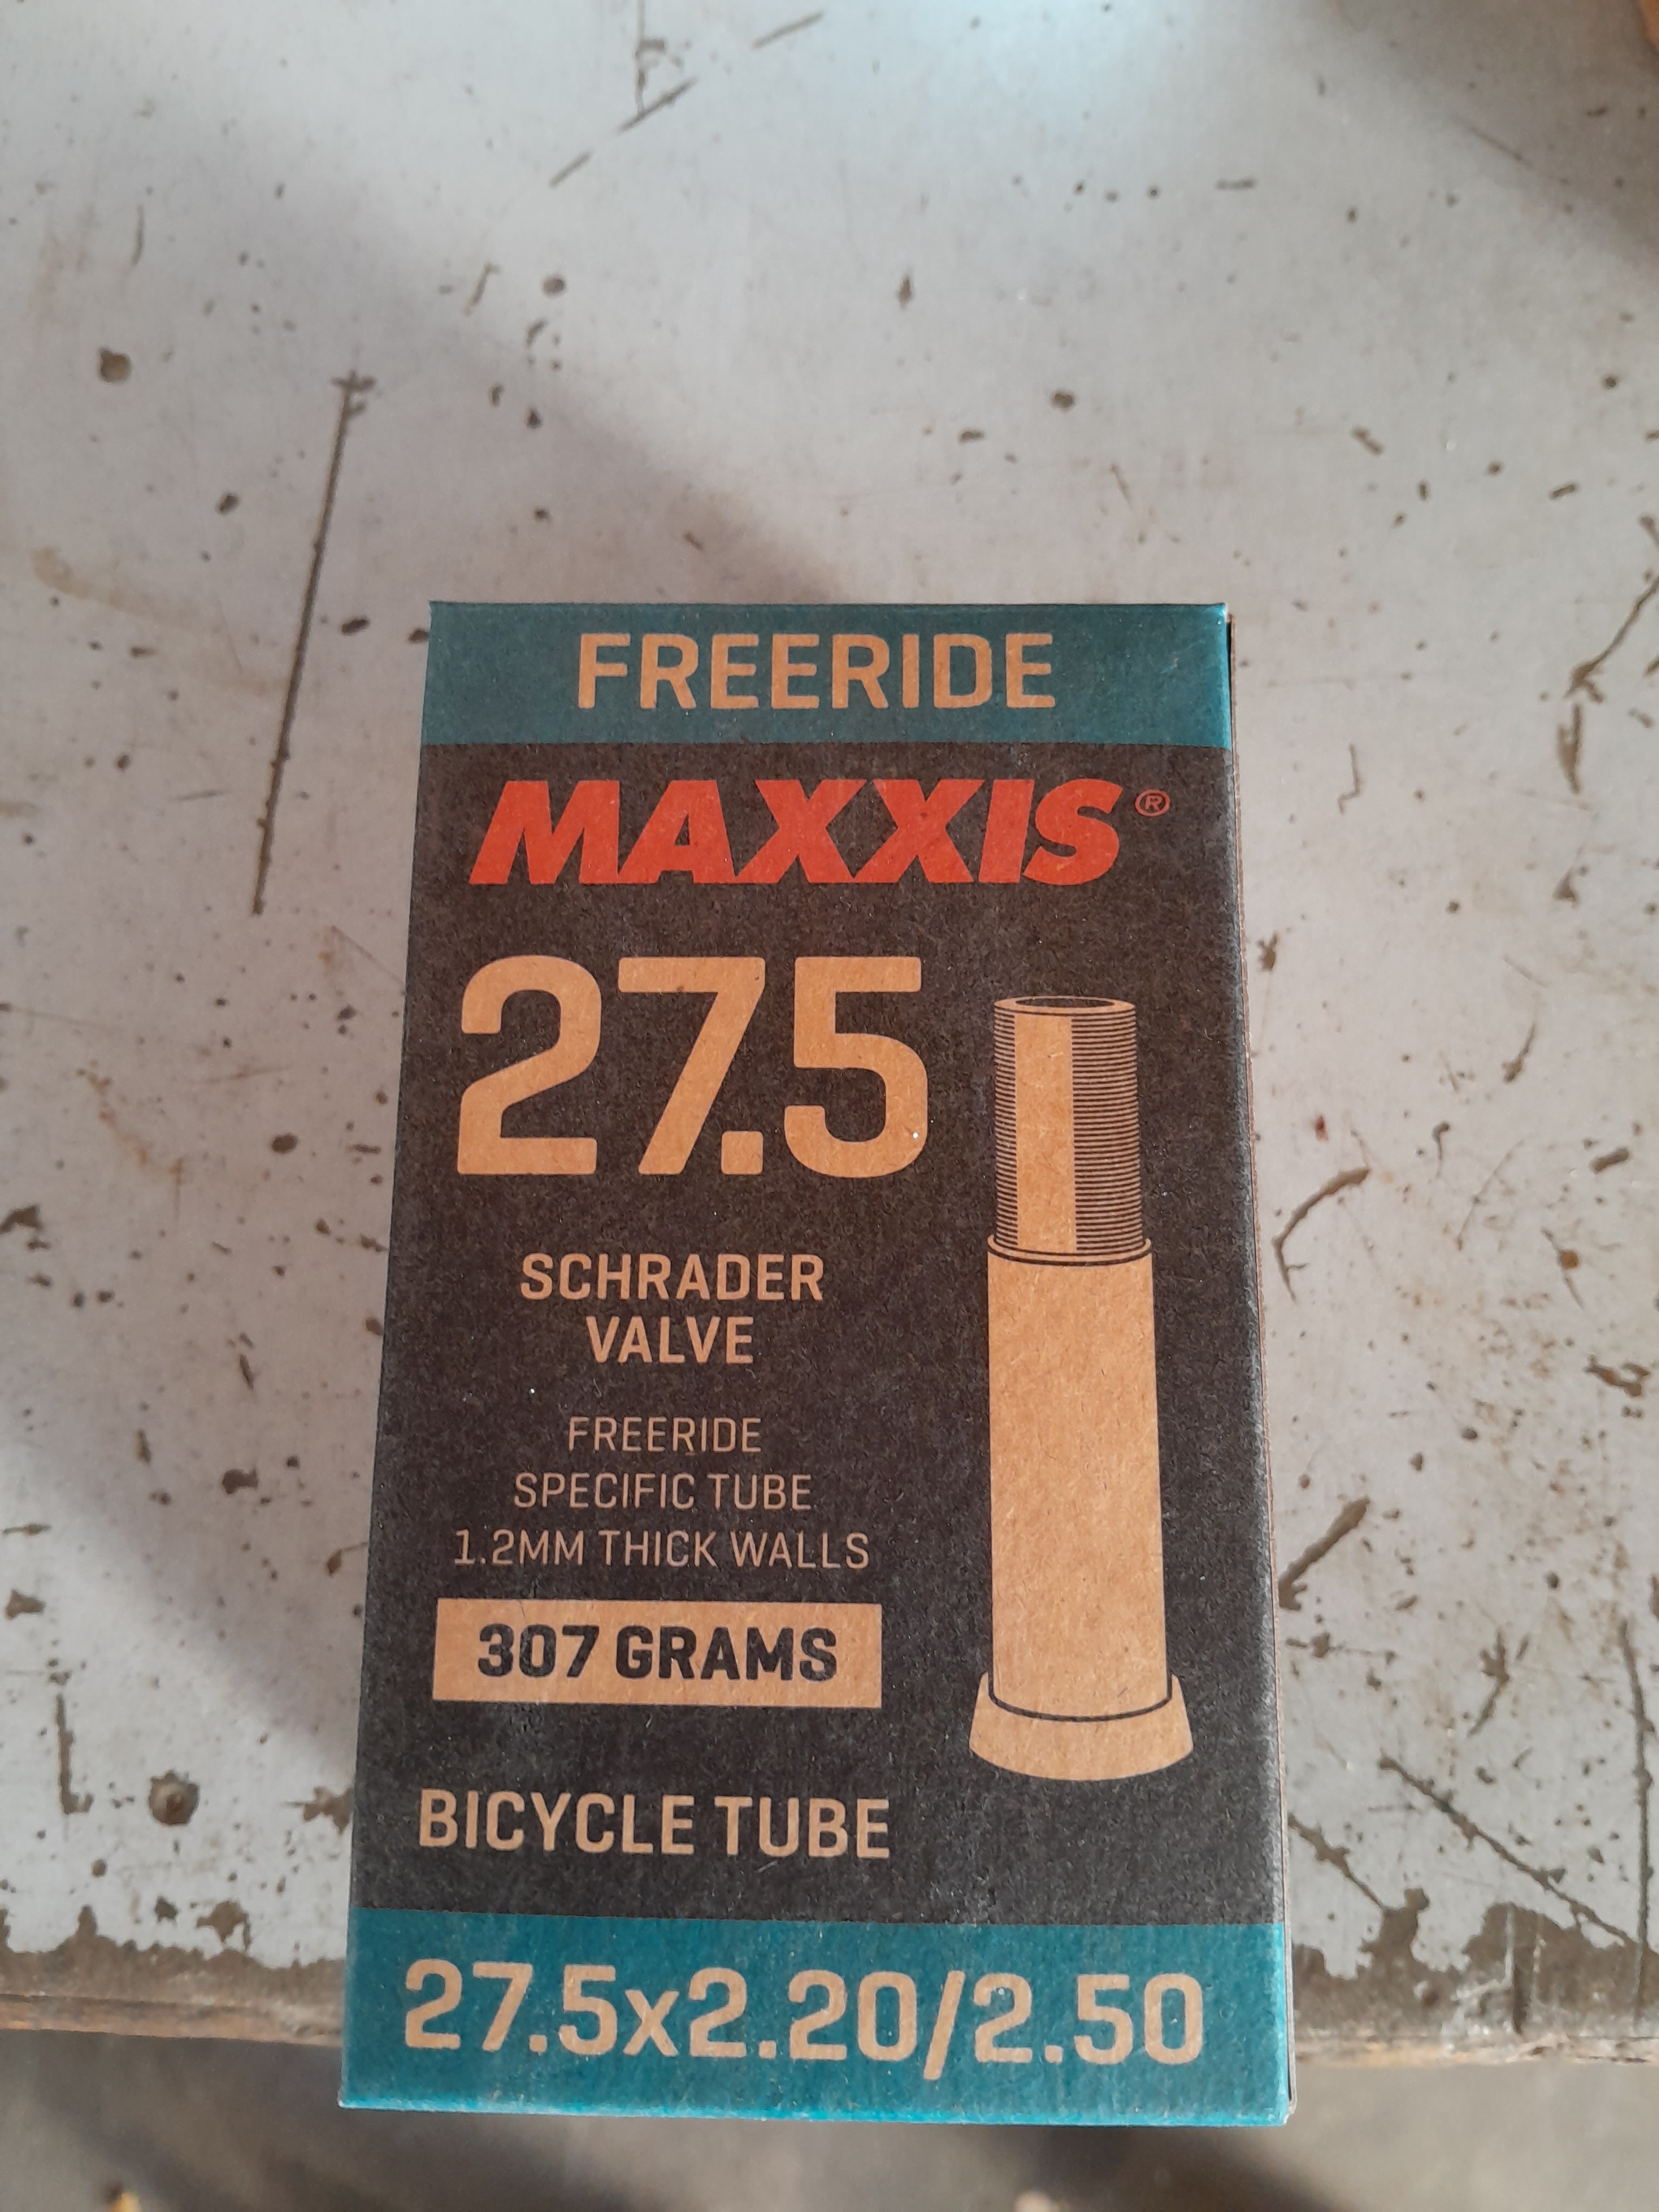 FREERIDE
MAXXIS®
27.5
SCHRADER
VALVE
FREERIDE
SPECIFIC TUBE
1.2MM THICK WALLS
307 GRAMS
BICYCLE TUBE
27.5x2.20/2.50